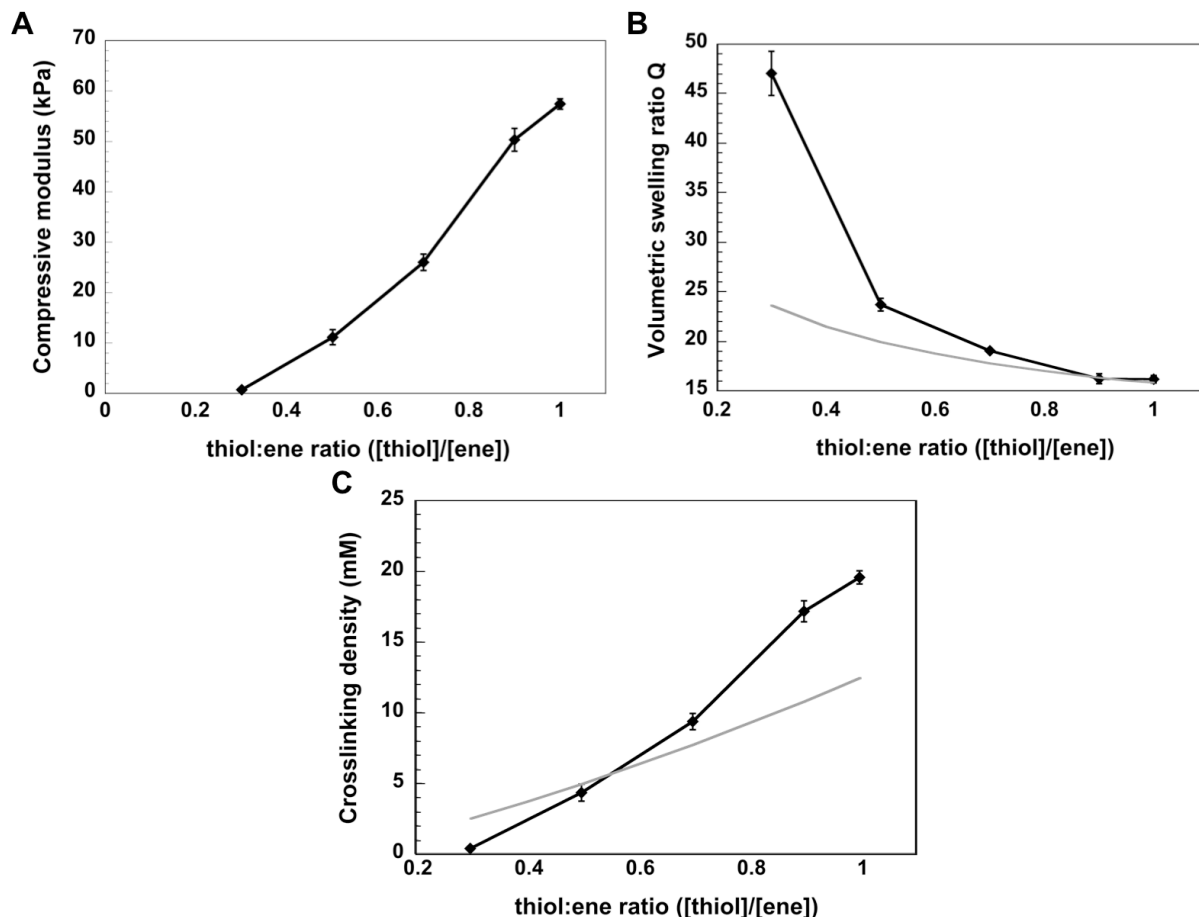 A
Compressive modulus (kPa)
70
60
50
40
30
20
10
0
0 0.2 0.4 0.6 0.8 1
thiol:ene ratio ([thiol]/[ene])
B
Volumetric swelling ratio Q
50
45
40
35
30
25
20
15
0.2 0.4 0.6 0.8 1
thiol:ene ratio ([thiol]/[ene])
C
Crosslinking density (mM)
25
20
15
10
5
0
0.2 0.4 0.6 0.8 1
thiol:ene ratio ([thiol]/[ene])